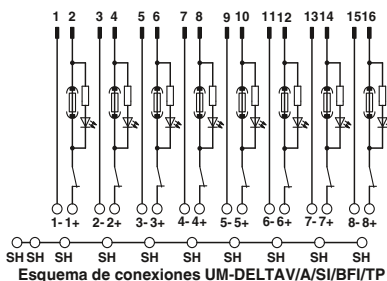 1 2 3 4 5 6 7 8 9 10 11 12 13 14 15 16
1- 1+ 2- 2+ 3- 3+ 4- 4+ 5- 5+ 6- 6+ 7- 7+ 8- 8+
SH SH SH SH SH SH SH SH SH SH
Esquema de conexiones UM-DELTAV/A/SI/BFI/TP